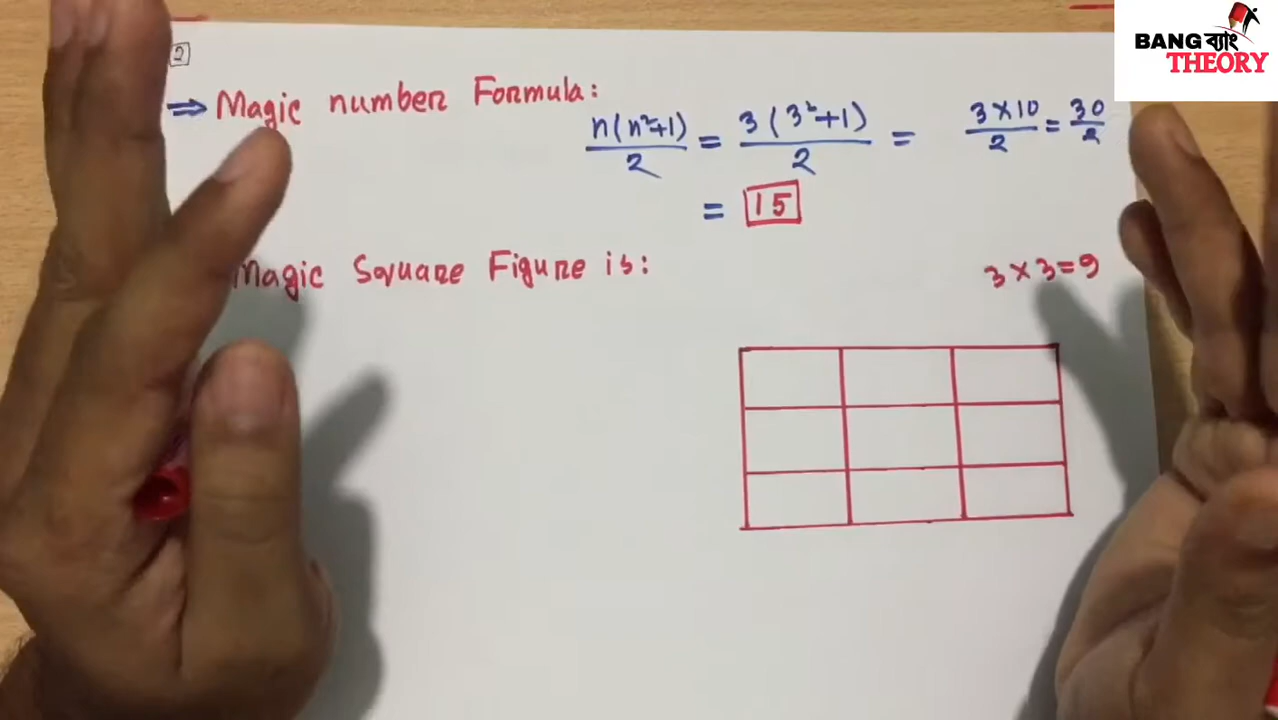 BANG ব্যাং
THEORY
2
⇒ Magic number Formula:
n(n²+1)/2 = 3(3²+1)/2 = 3×10/2 = 30/2
= 15
Magic Square Figure is:
3×3=9